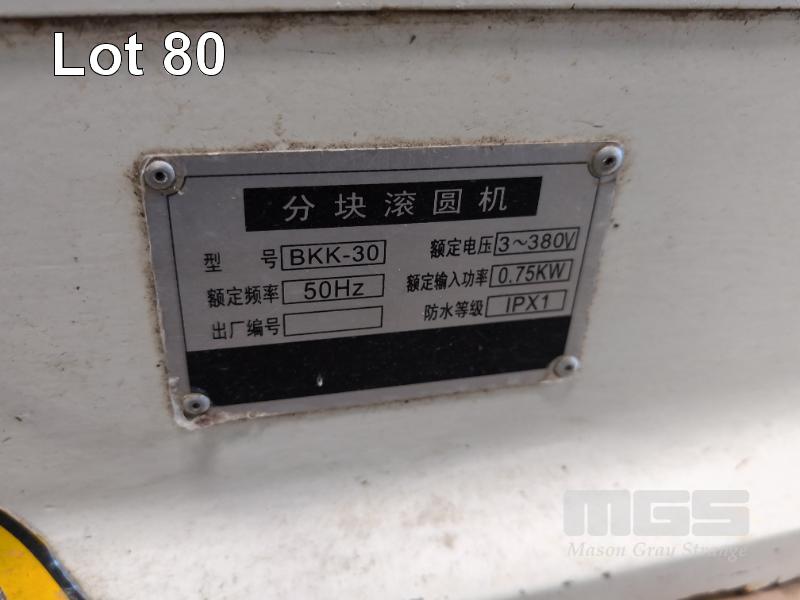 Lot 80
分块滚圆机
型 号 BKK-30 额定电压 3～380V
额定频率 50Hz 额定输入功率 0.75KW
出厂编号 防水等级 IPX1
MGS
Mason Gray Strange